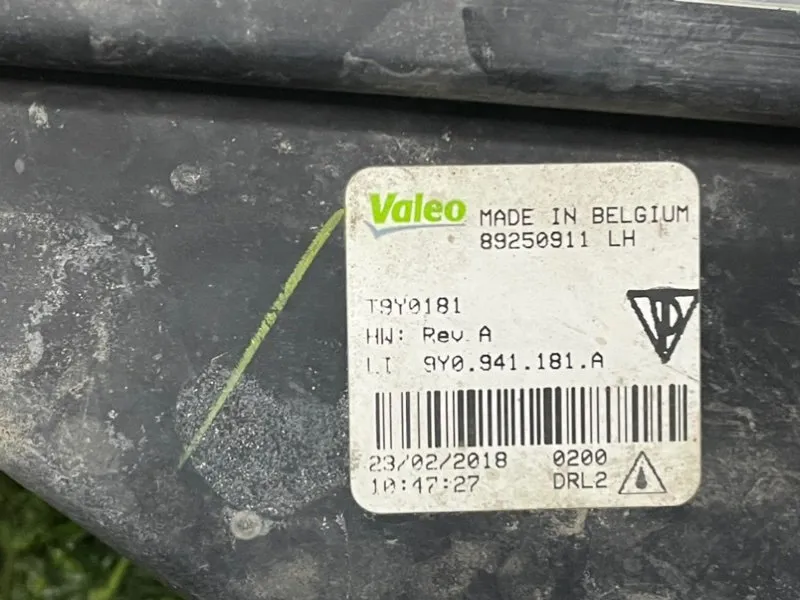 Valeo MADE IN BELGIUM
89250911 LH
T9Y0181
HW: Rev A
LI 9Y0.941.181.A
23/02/2018 0200
10:47:27 DRL2